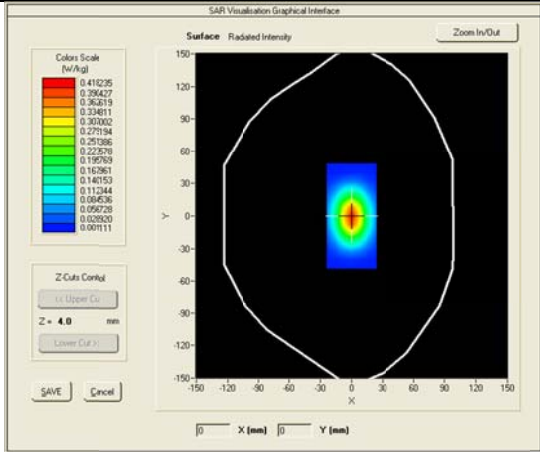 SAR Visualisation Graphical Interface
Surface Radiated Intensity
Zoom In/Out
Colors Scale
(W/kg)
0.418235
0.390427
0.362619
0.334811
0.307002
0.279194
0.251386
0.223578
0.195769
0.167961
0.140153
0.112344
0.084536
0.056728
0.028920
0.001111
150
120
90
60
30
0
-30
-60
-90
-120
-150
Y
-150 -120 -90 -60 -30 0 30 60 90 120 150
X
Z-Cuts Control
<< Upper Cu
Z = 4.0 mm
Lower Cut >
SAVE Cancel
0 X (mm) 0 Y (mm)